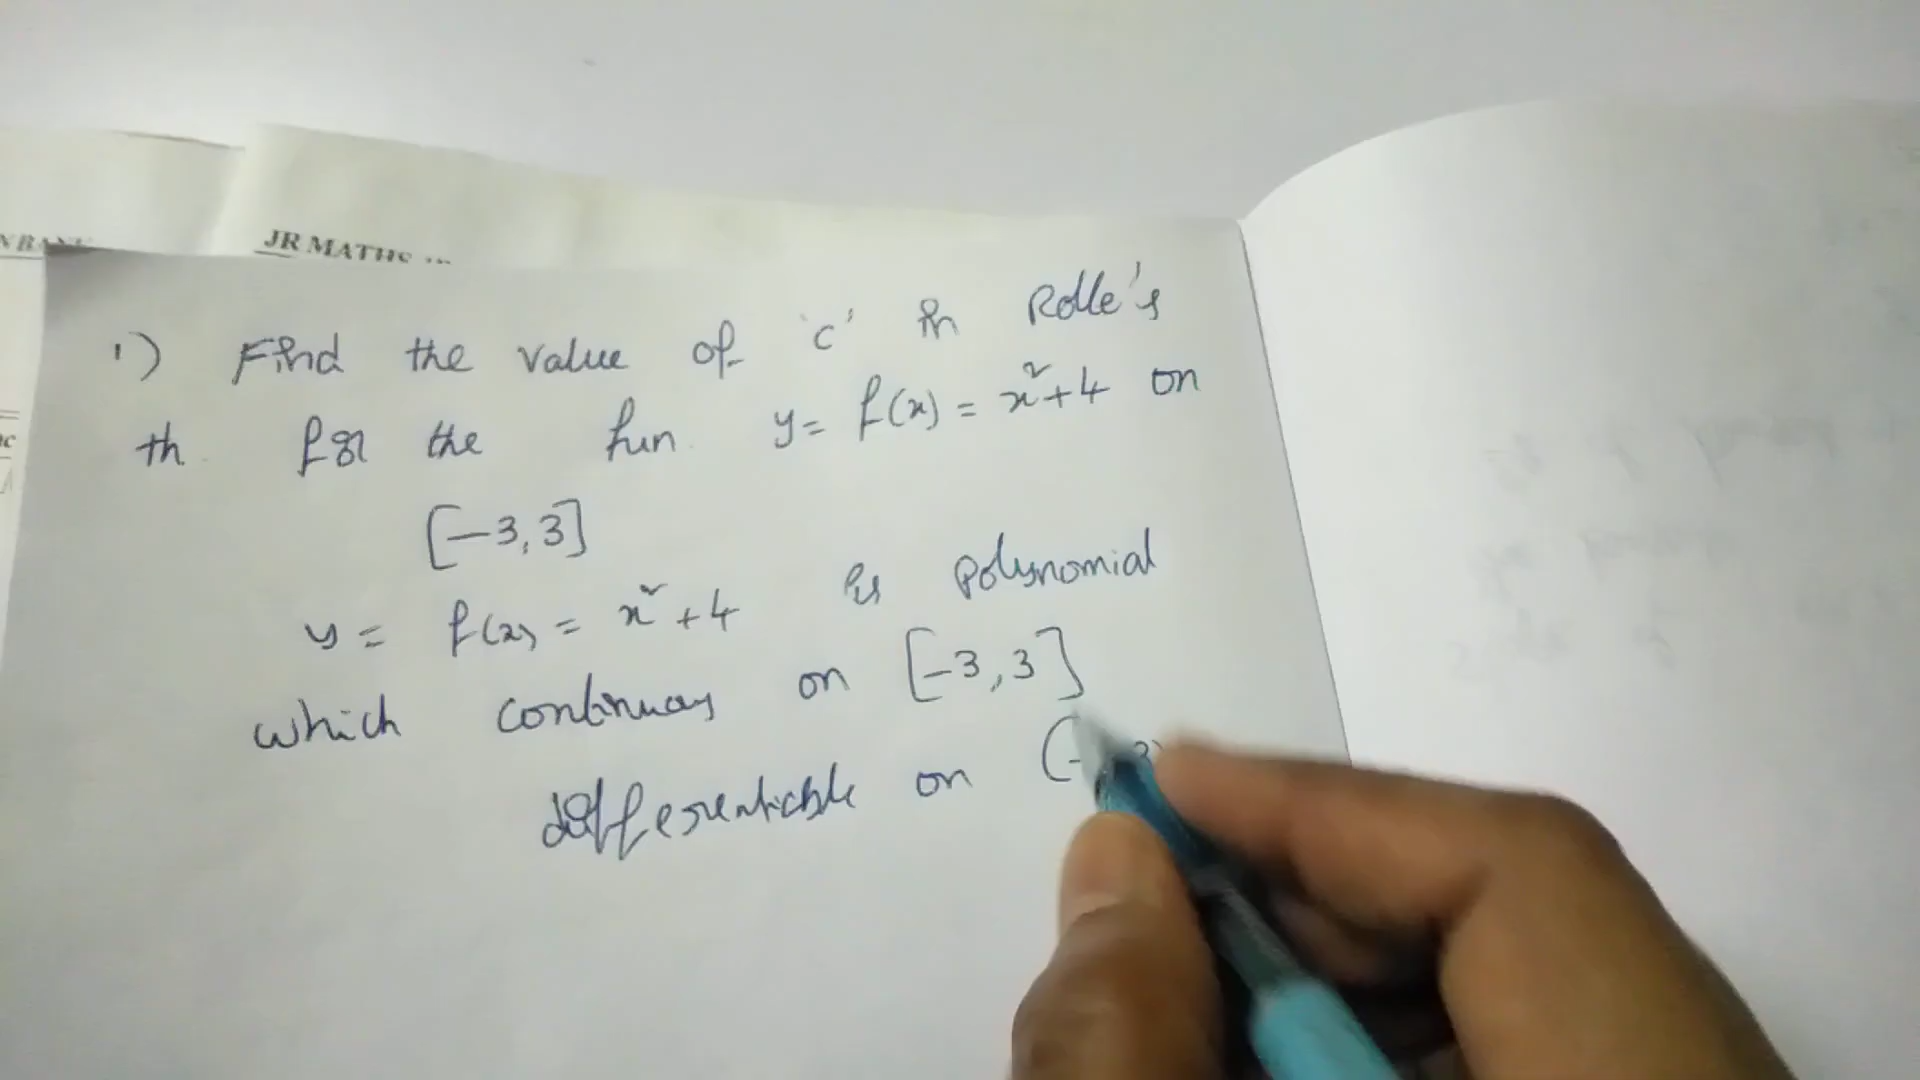 JR MATHS
1) Find the value of 'c' in Rolle's
th. for the fun. y= f(x) = x²+4 on
[-3,3]
y = f(x) = x²+4 is polynomial
which continuous on [-3,3]
differentiable on (-